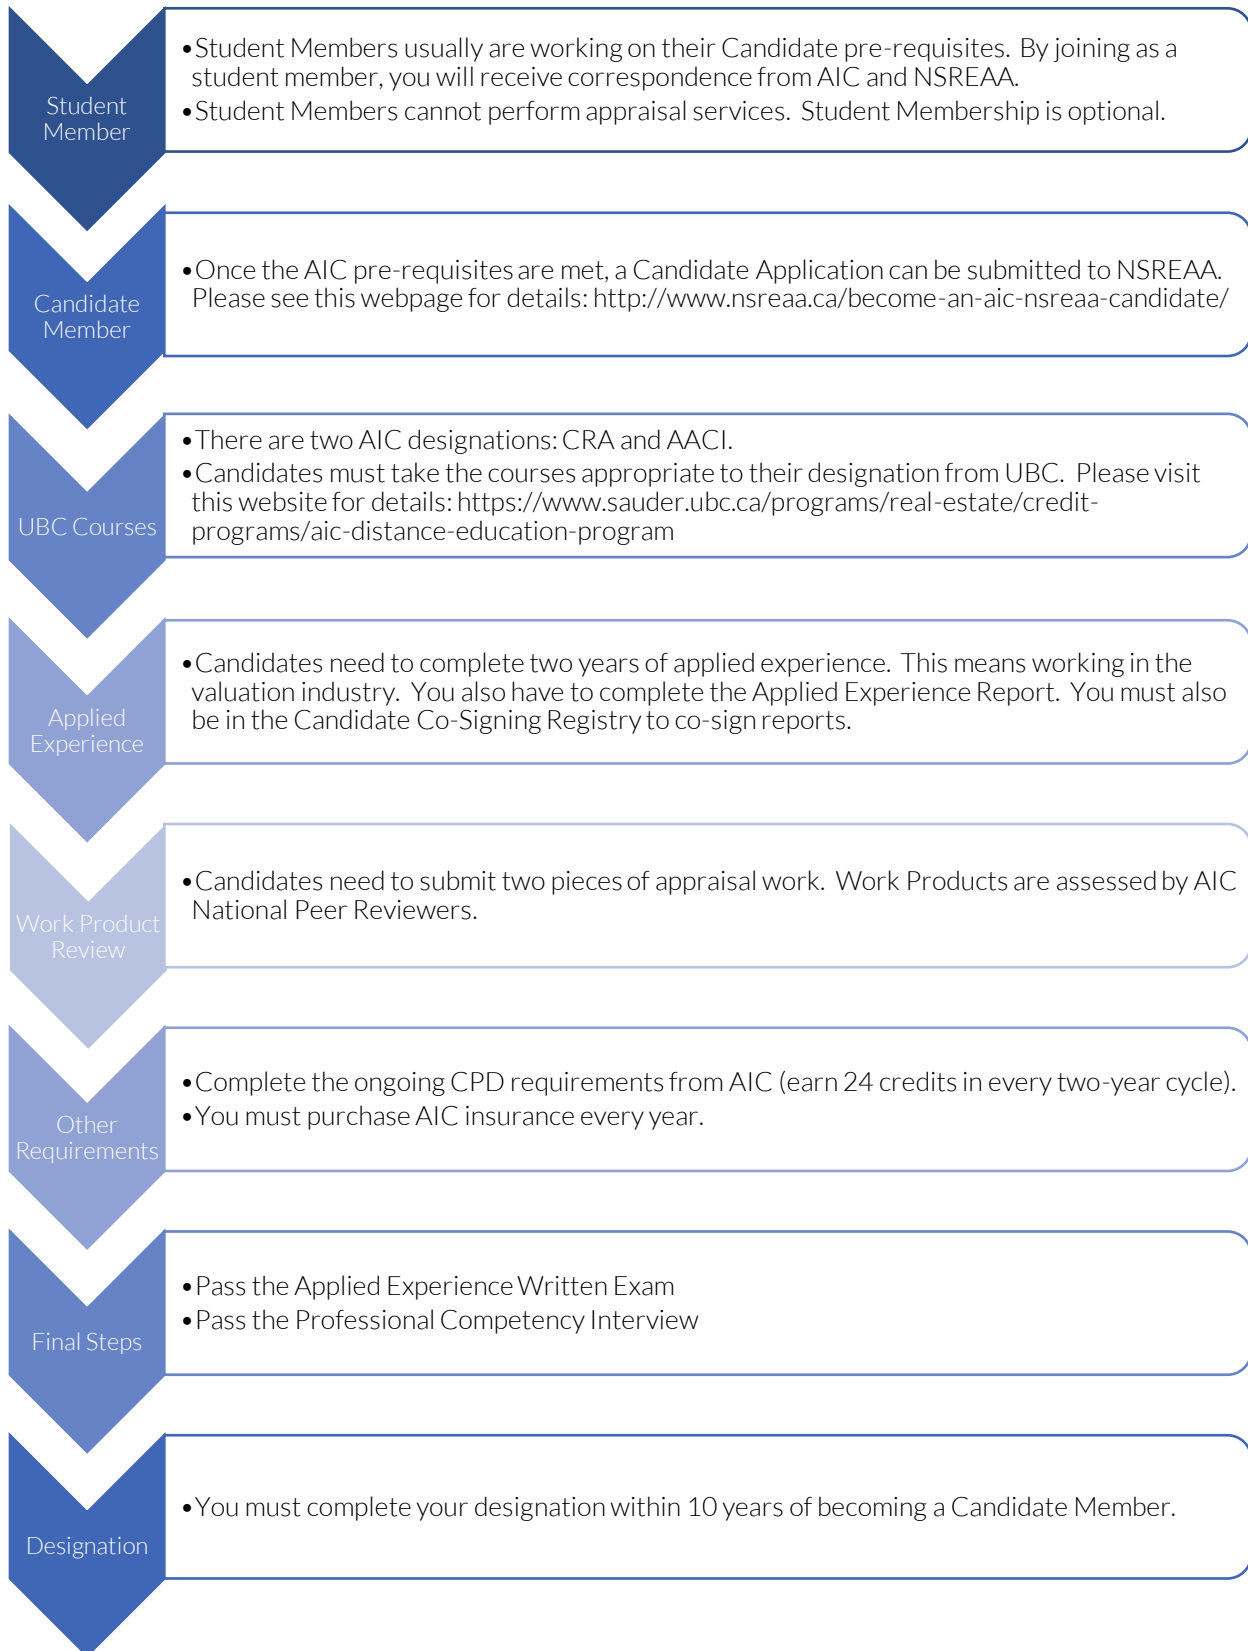 Student
Member
•Student Members usually are working on their Candidate pre-requisites. By joining as a
student member, you will receive correspondence from AIC and NSREAA.
•Student Members cannot perform appraisal services. Student Membership is optional.
Candidate
Member
•Once the AIC pre-requisites are met, a Candidate Application can be submitted to NSREAA.
Please see this webpage for details: http://www.nsreaa.ca/become-an-aic-nsreaa-candidate/
UBC Courses
•There are two AIC designations: CRA and AACI.
•Candidates must take the courses appropriate to their designation from UBC. Please visit
this website for details: https://www.sauder.ubc.ca/programs/real-estate/credit-
programs/aic-distance-education-program
Applied
Experience
•Candidates need to complete two years of applied experience. This means working in the
valuation industry. You also have to complete the Applied Experience Report. You must also
be in the Candidate Co-Signing Registry to co-sign reports.
Work Product
Review
•Candidates need to submit two pieces of appraisal work. Work Products are assessed by AIC
National Peer Reviewers.
Other
Requirements
•Complete the ongoing CPD requirements from AIC (earn 24 credits in every two-year cycle).
•You must purchase AIC insurance every year.
Final Steps
•Pass the Applied Experience Written Exam
•Pass the Professional Competency Interview
Designation
•You must complete your designation within 10 years of becoming a Candidate Member.